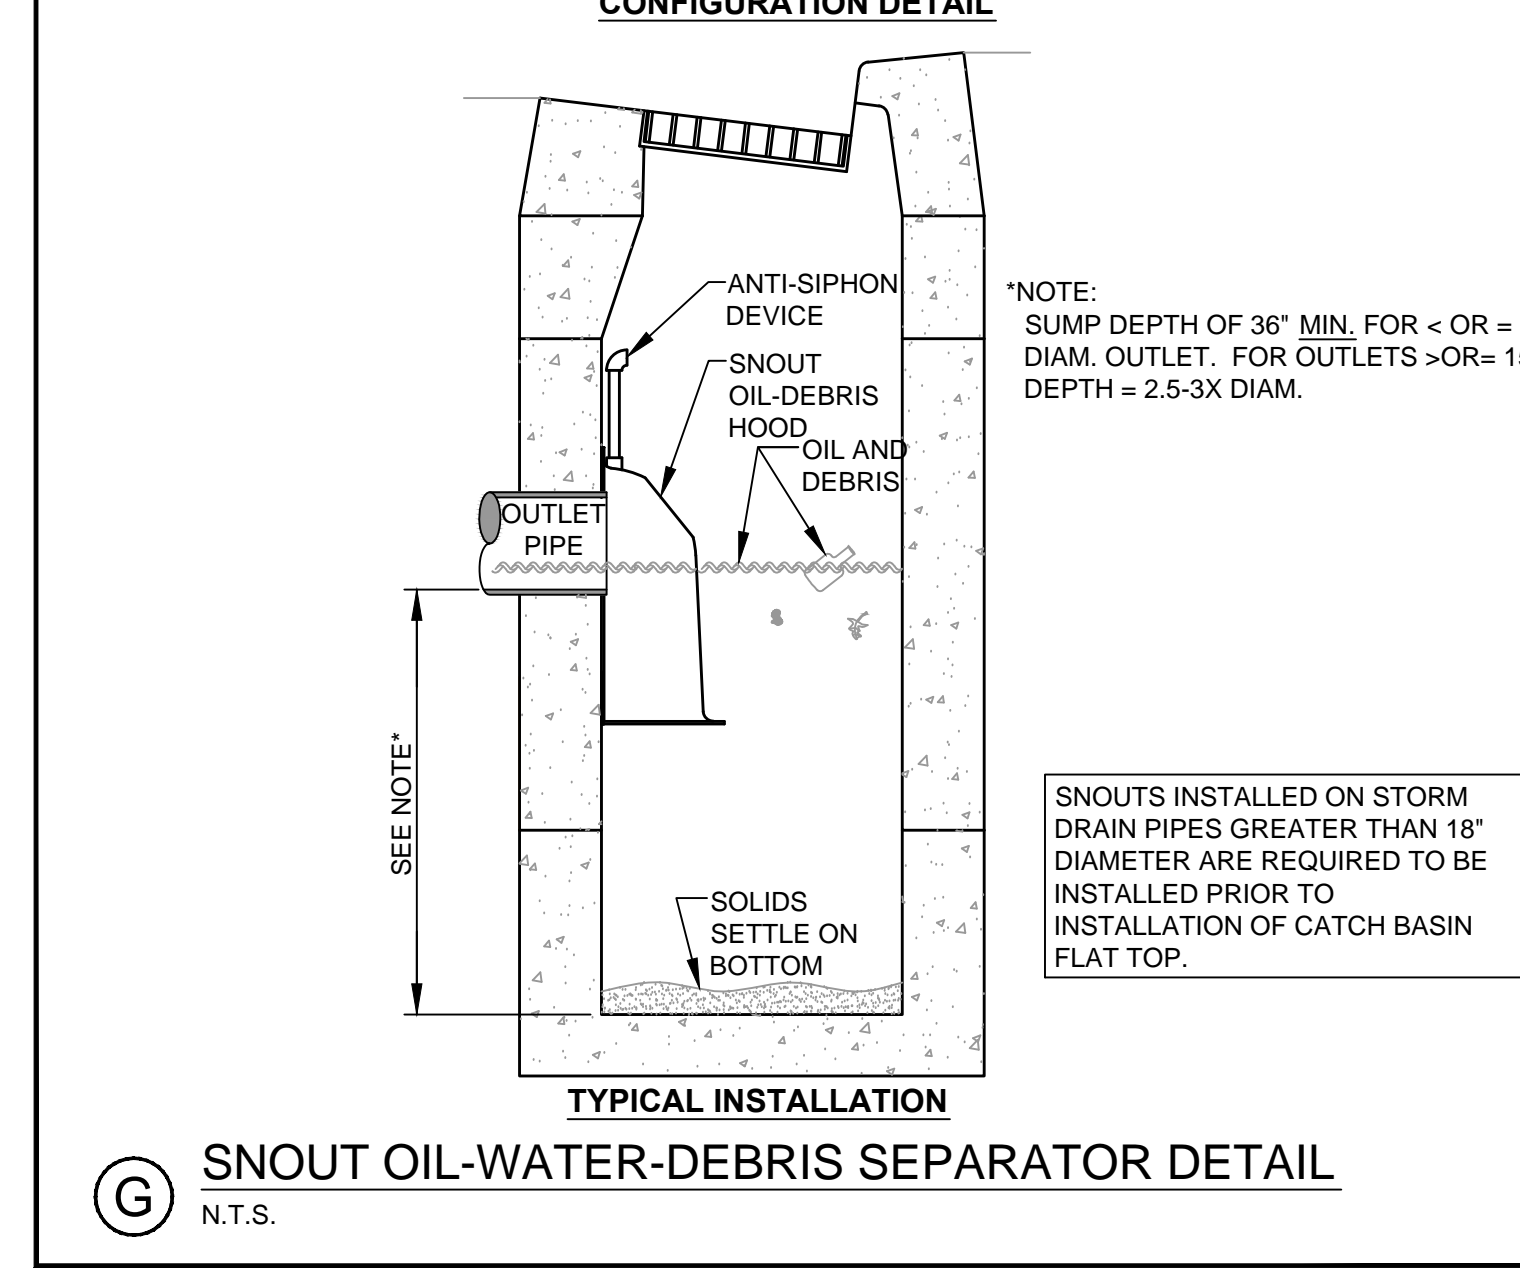 CONFIGURATION DETAIL
ANTI-SIPHON
DEVICE
SNOUT
OIL-DEBRIS
HOOD
OIL AND
DEBRIS
OUTLET
PIPE
*NOTE:
SUMP DEPTH OF 36" MIN. FOR < OR =
DIAM. OUTLET. FOR OUTLETS >OR=
DEPTH = 2.5-3X DIAM.
SEE NOTE*
SNOUTS INSTALLED ON STORM
DRAIN PIPES GREATER THAN 18"
DIAMETER ARE REQUIRED TO BE
INSTALLED PRIOR TO
INSTALLATION OF CATCH BASIN
FLAT TOP.
SOLIDS
SETTLE ON
BOTTOM
TYPICAL INSTALLATION
G
SNOUT OIL-WATER-DEBRIS SEPARATOR DETAIL
N.T.S.